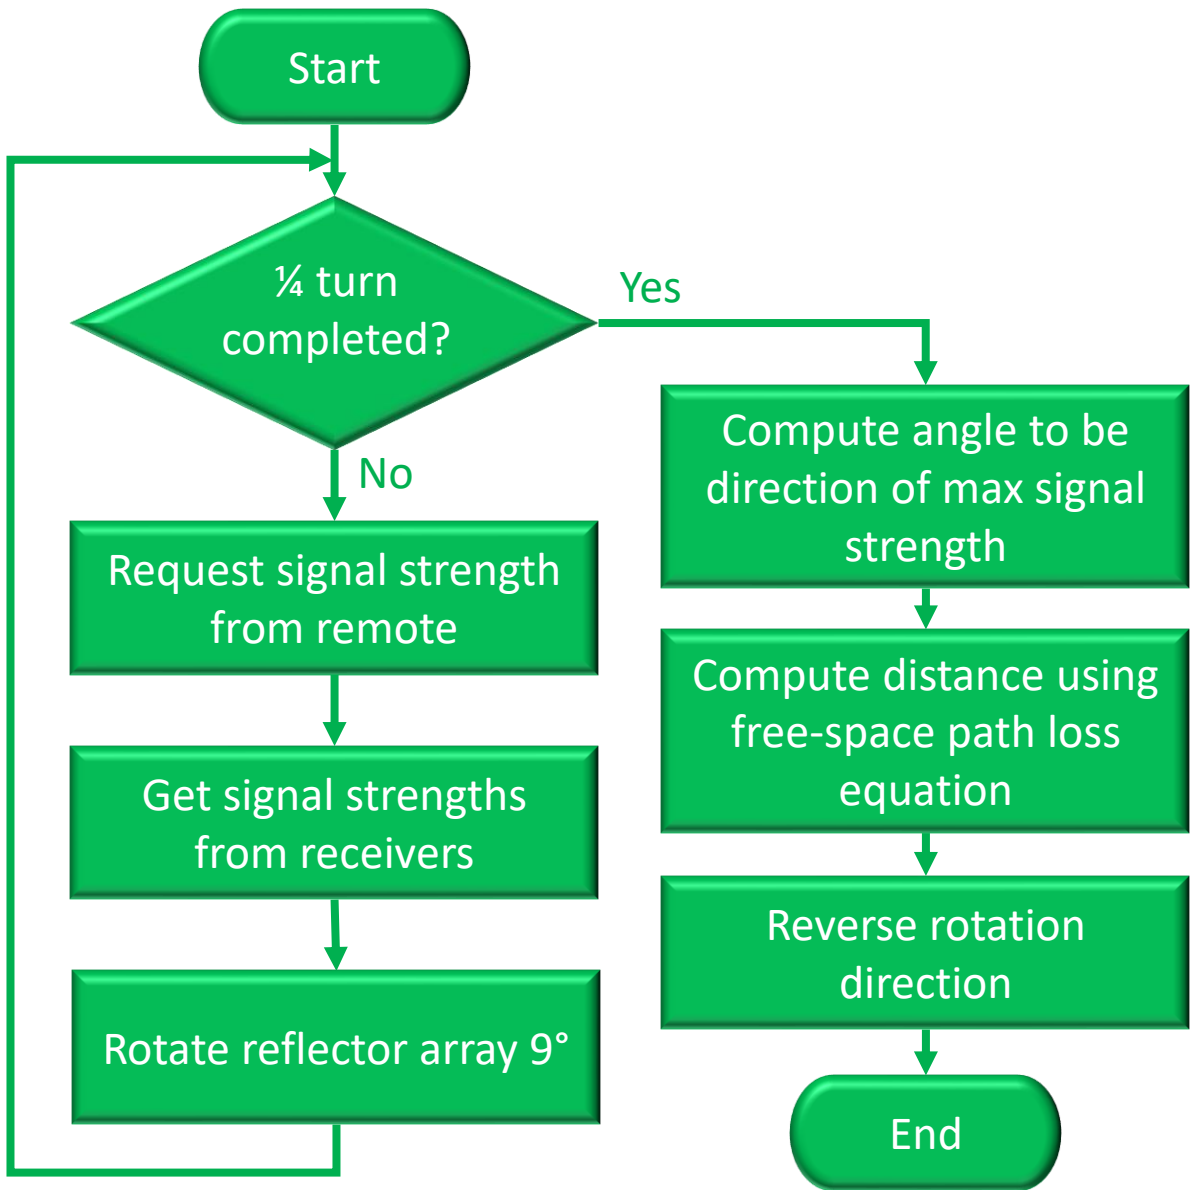 Start
¼ turn
completed?
Yes
No
Request signal strength
from remote
Get signal strengths
from receivers
Rotate reflector array 9°
Compute angle to be
direction of max signal
strength
Compute distance using
free-space path loss
equation
Reverse rotation
direction
End